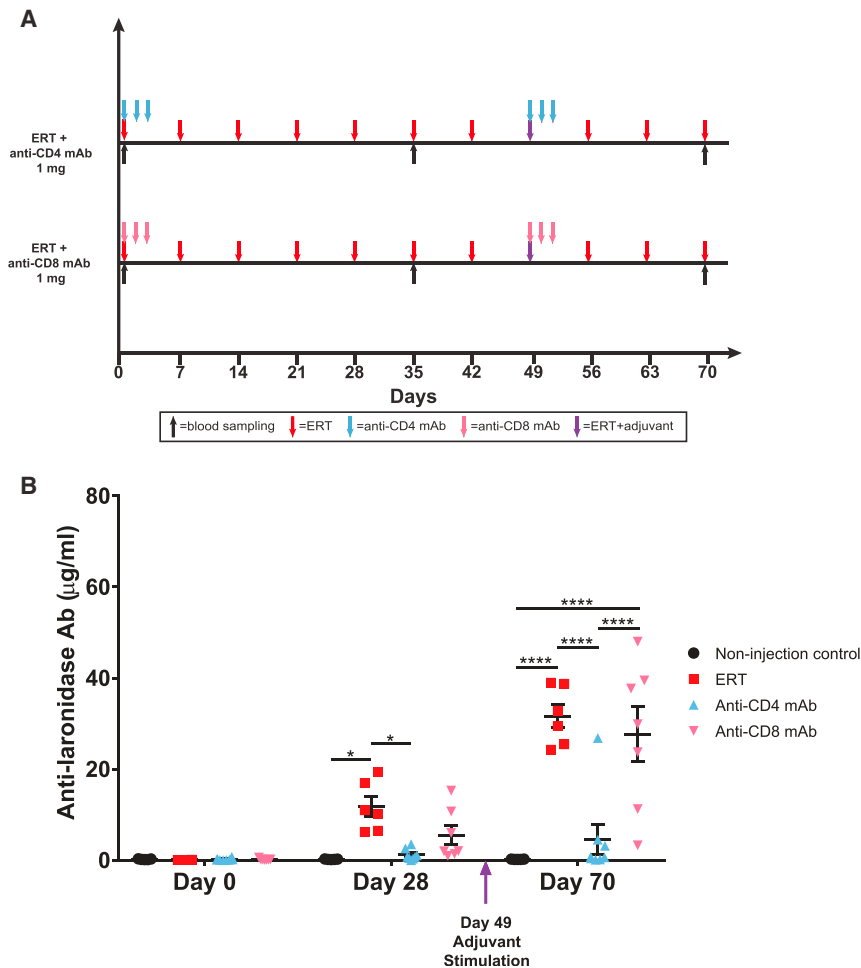 A
ERT +
anti-CD4 mAb
1 mg
ERT +
anti-CD8 mAb
1 mg
0 7 14 21 28 35 42 49 56 63 70
Days
=blood sampling =ERT =anti-CD4 mAb =anti-CD8 mAb =ERT+adjuvant
B
Anti-laronidase Ab (μg/ml)
80
60
40
20
0
* *
**** **** **** ****
Non-injection control
ERT
Anti-CD4 mAb
Anti-CD8 mAb
Day 0 Day 28 Day 70
Day 49
Adjuvant
Stimulation